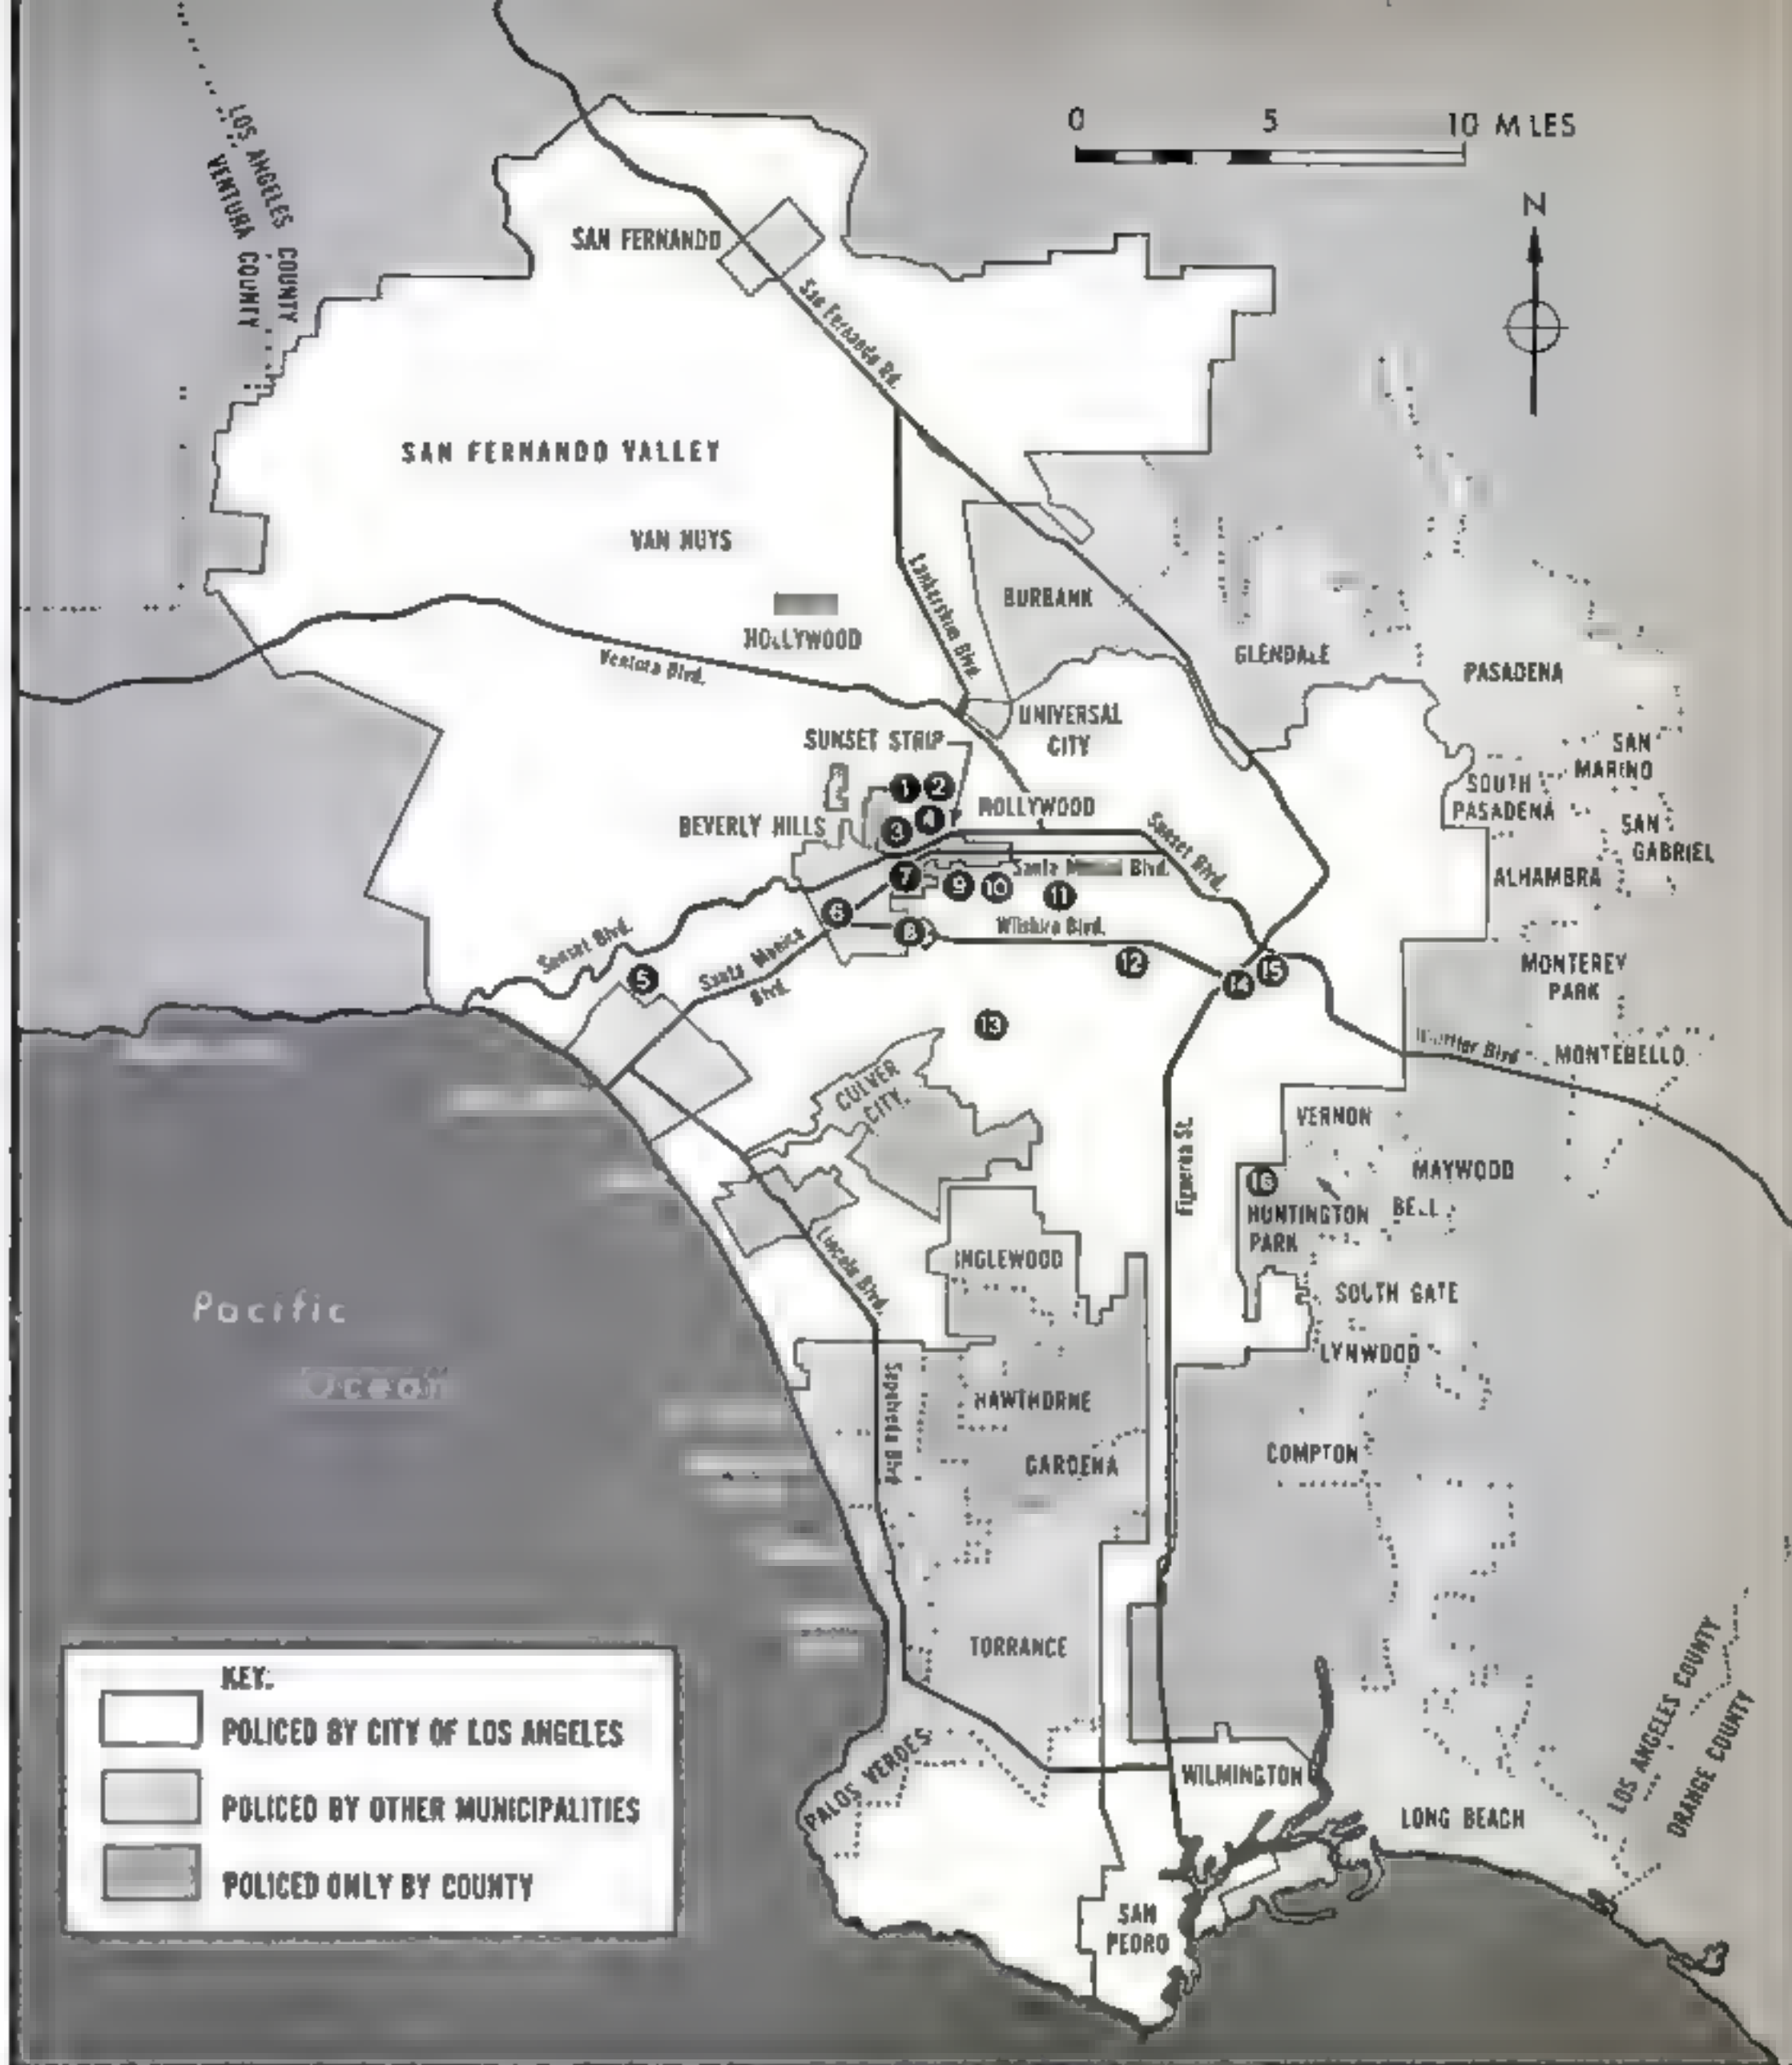 0 5 10 M LES
N
LOS ANGELES COUNTY
VENTURA COUNTY
SAN FERNANDO
San Fernando Rd.
SAN FERNANDO VALLEY
VAN NUYS
Lankershim Blvd.
BURBANK
HOLLYWOOD
Ventura Blvd.
GLENDALE
PASADENA
UNIVERSAL
CITY
SUNSET STRIP
SAN
MARINO
1 2
HOLLYWOOD
SOUTH
PASADENA
BEVERLY HILLS
3 4
Sunset Blvd.
SAN
GABRIEL
Santa Blvd.
ALHAMBRA
7 9 10 11
6 8
Wilshire Blvd.
Sunset Blvd.
Santa Monica
Blvd.
5
12 14 15
MONTEREY
PARK
13
Whittier Blvd
MONTEBELLO
CULVER
CITY.
VERNON
Figueroa St.
MAYWOOD
16
HUNTINGTON
PARK
BELL
Lincoln Blvd.
INGLEWOOD
SOUTH GATE
Pacific
Ocean
LYNWOOD
Sepulveda Blvd
HAWTHORNE
GARDENA
COMPTON
TORRANCE
LOS ANGELES COUNTY
ORANGE COUNTY
PALOS VERDES
WILMINGTON
LONG BEACH
SAN
PEDRO
KEY:
POLICED BY CITY OF LOS ANGELES
POLICED BY OTHER MUNICIPALITIES
POLICED ONLY BY COUNTY